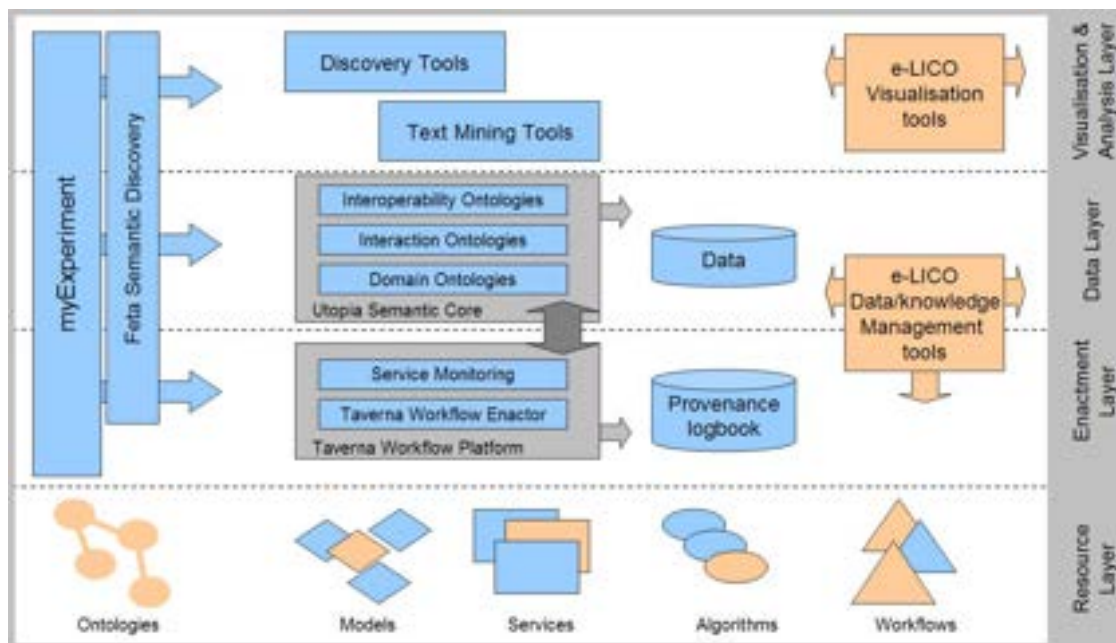 myExperiment
Feta Semantic Discovery
Discovery Tools
Text Mining Tools
e-LICO
Visualisation
tools
Visualisation &
Analysis Layer
Interoperability Ontologies
Interaction Ontologies
Domain Ontologies
Utopia Semantic Core
Data
e-LICO
Data/knowledge
Management
tools
Data Layer
Service Monitoring
Taverna Workflow Enactor
Taverna Workflow Platform
Provenance
logbook
Enactment
Layer
Ontologies
Models
Services
Algorithms
Workflows
Resource
Layer